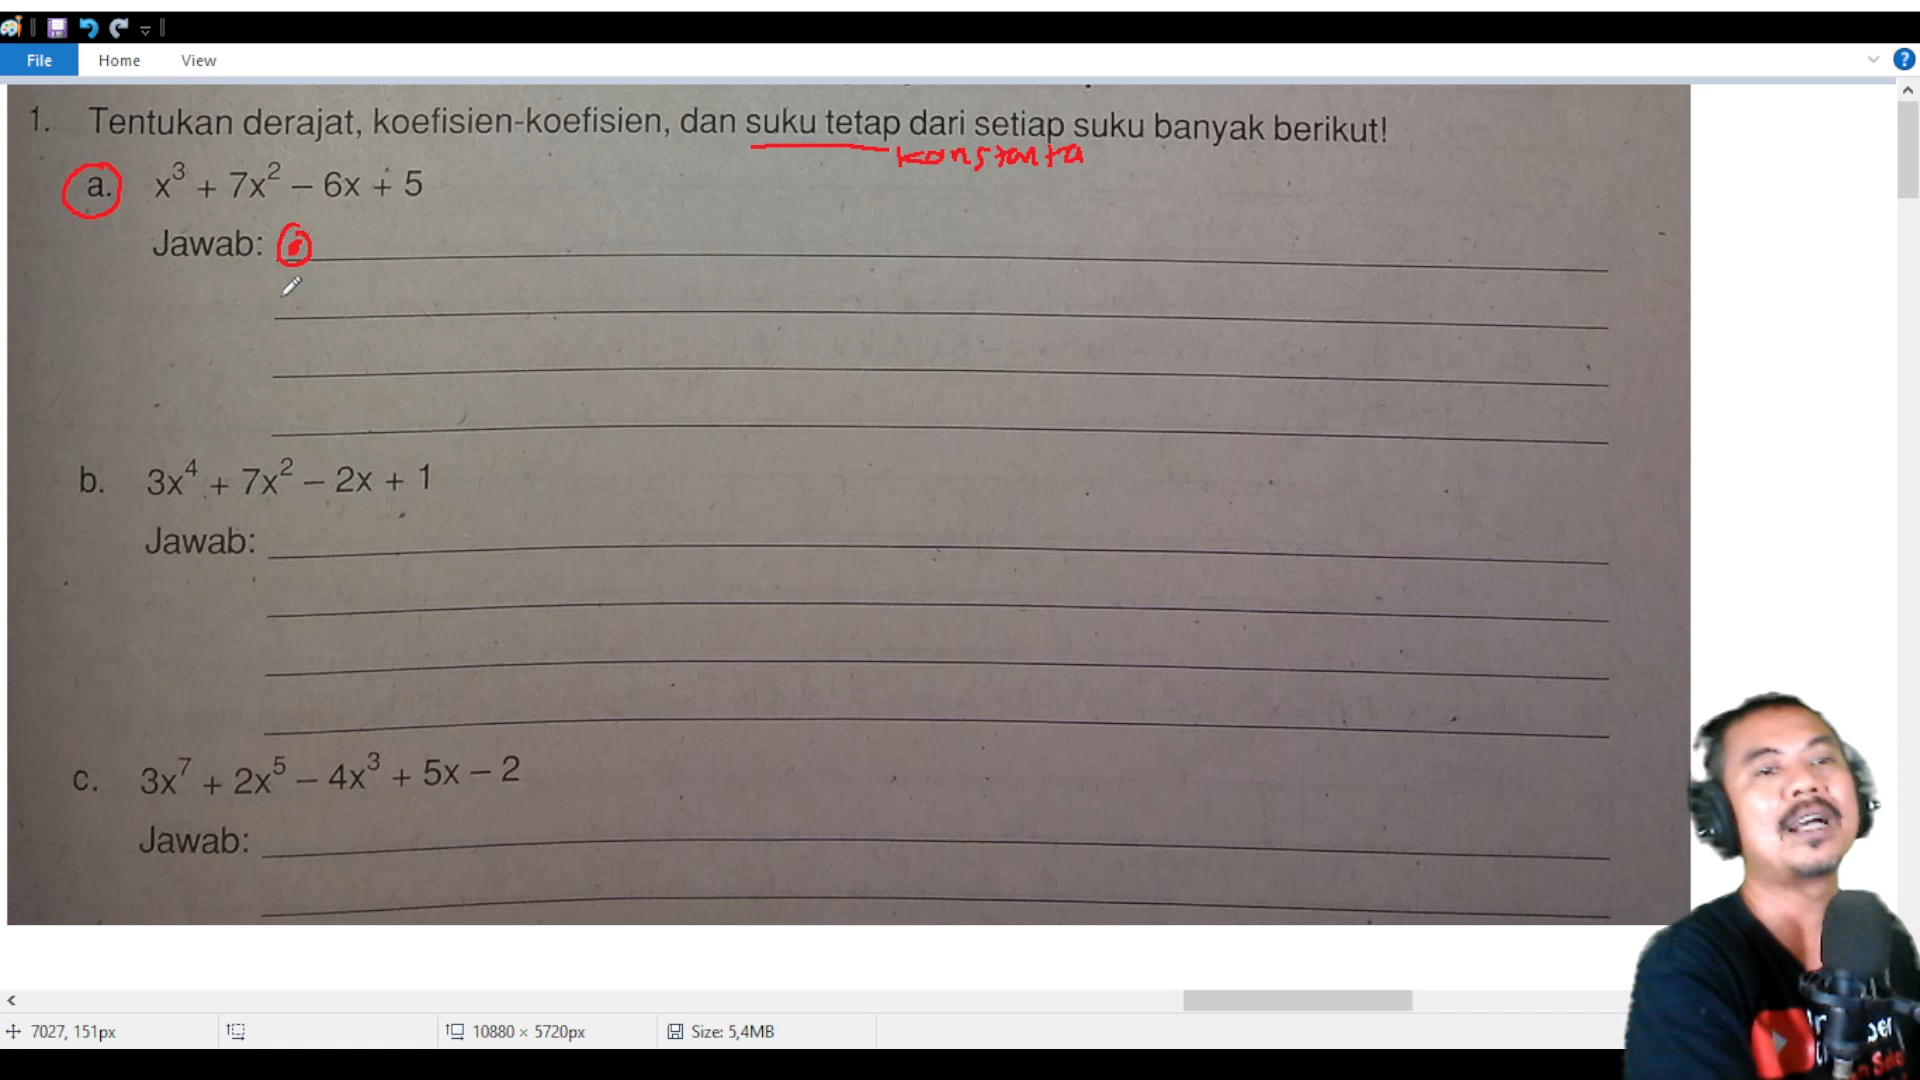 File Home View
1. Tentukan derajat, koefisien-koefisien, dan suku tetap dari setiap suku banyak berikut!
konstanta
a. x³ + 7x² – 6x + 5
Jawab:
b. 3x⁴ + 7x² – 2x + 1
Jawab:
c. 3x⁷ + 2x⁵ – 4x³ + 5x – 2
Jawab:
7027, 151px 10880 × 5720px Size: 5,4MB